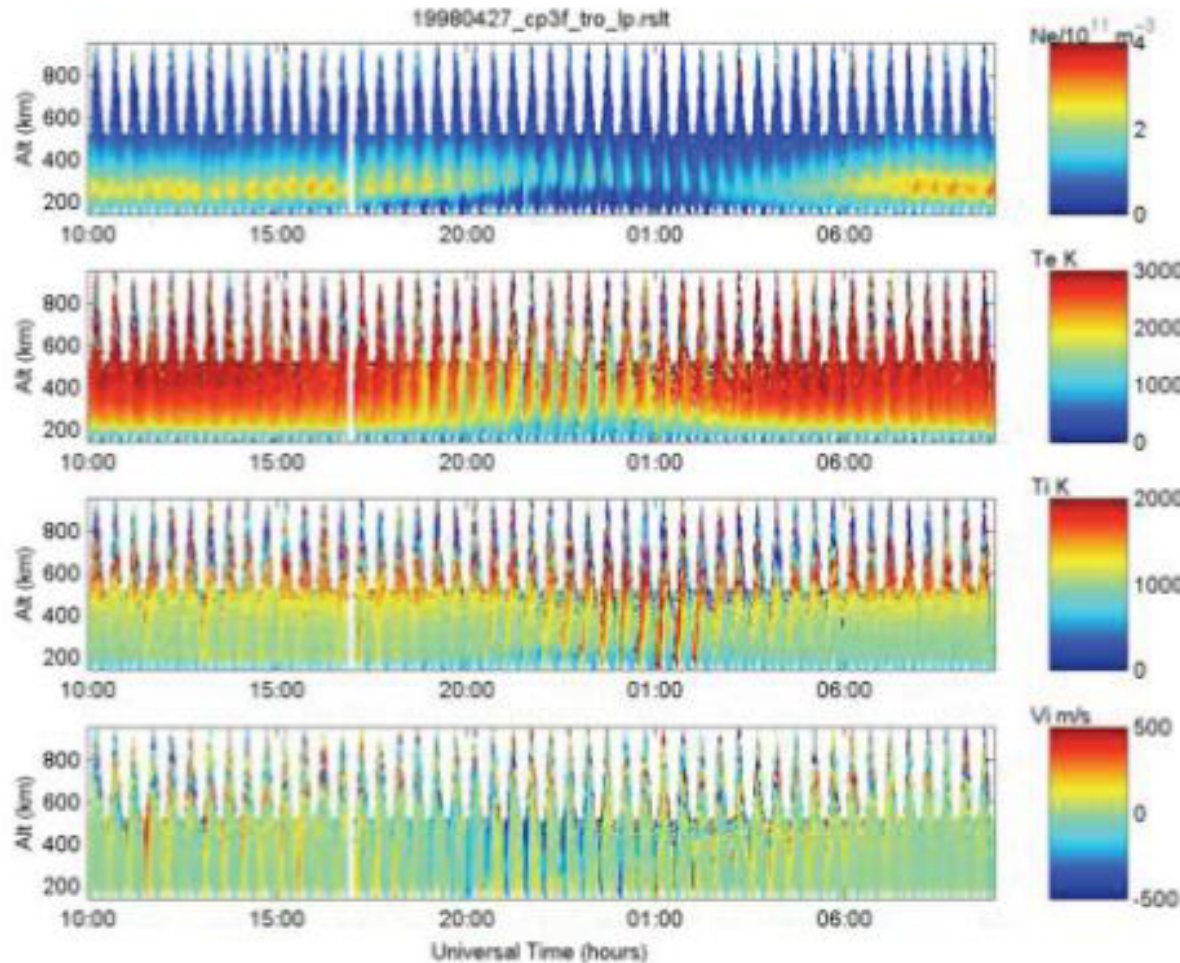 19980427_cp3f_tro_lp.rslt
Ne/10¹¹ m⁻³
Alt (km)
800
600
400
200
10:00 15:00 20:00 01:00 06:00
4
2
0
Te K
Alt (km)
800
600
400
200
10:00 15:00 20:00 01:00 06:00
3000
2000
1000
0
Ti K
Alt (km)
800
600
400
200
10:00 15:00 20:00 01:00 06:00
2000
1000
0
Vi m/s
Alt (km)
800
600
400
200
10:00 15:00 20:00 01:00 06:00
500
0
-500
Universal Time (hours)